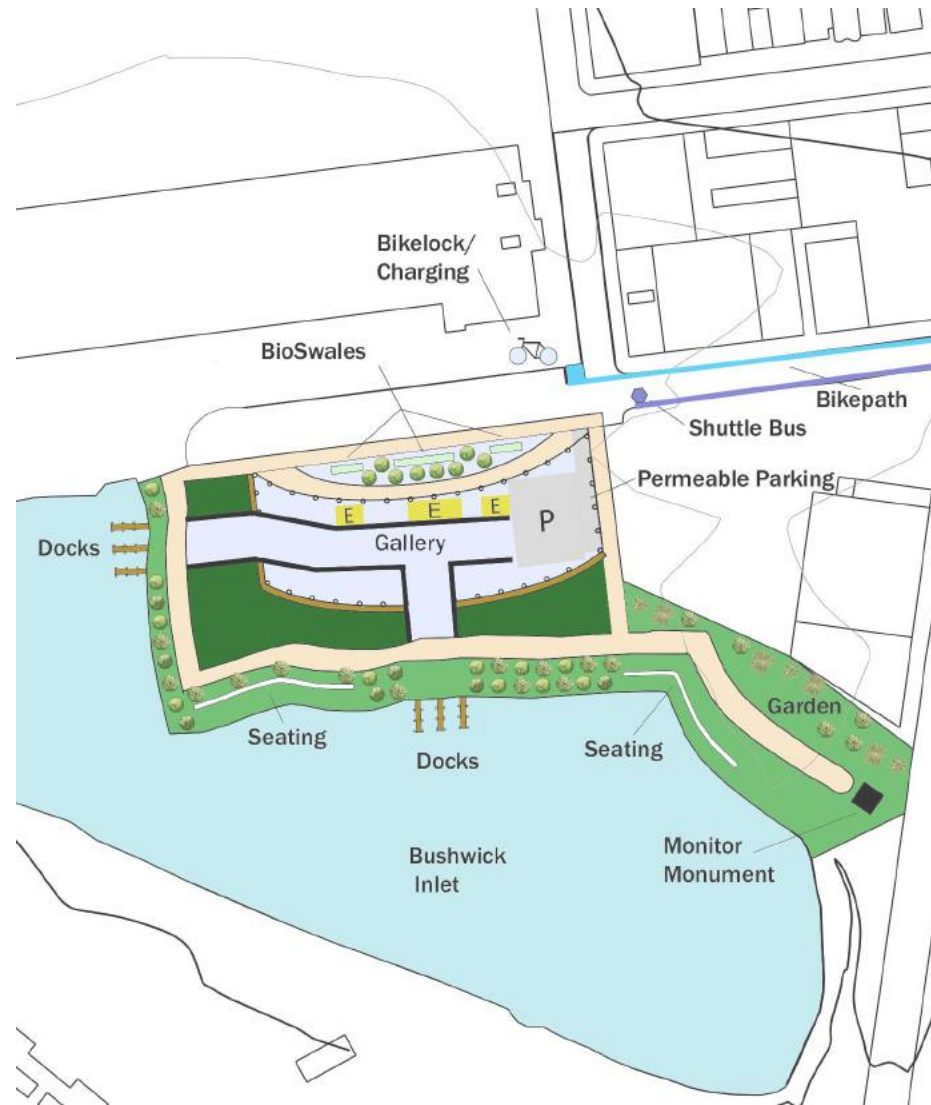 Bikelock/
Charging
BioSwales
Bikepath
Shuttle Bus
Permeable Parking
E
E
E
P
Gallery
Docks
Garden
Seating
Seating
Docks
Monitor
Monument
Bushwick
Inlet